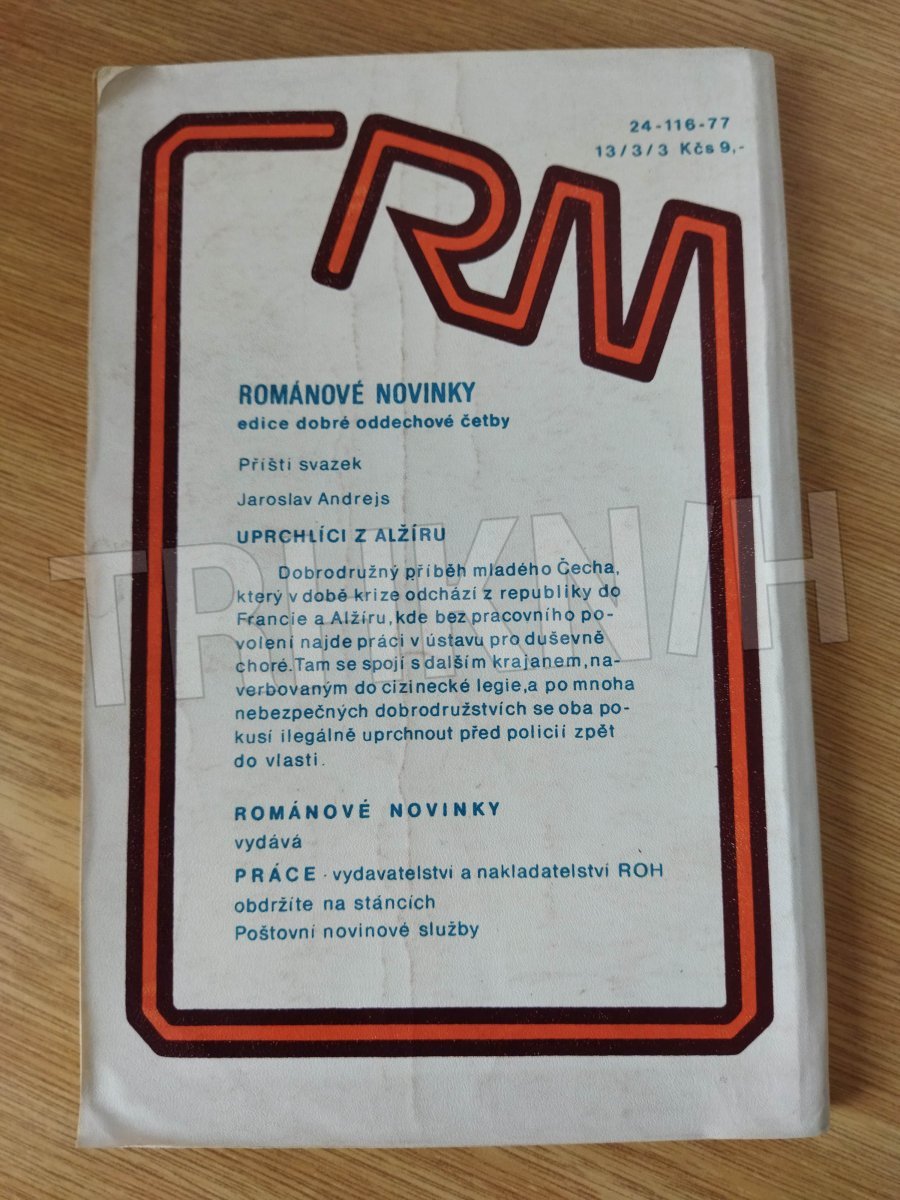 RM
24-116-77
13/3/3 Kčs 9,-
ROMÁNOVÉ NOVINKY
edice dobré oddechové četby
Příští svazek
Jaroslav Andrejs
UPRCHLÍCI Z ALŽÍRU
Dobrodružný příběh mladého Čecha,
který v době krize odchází z republiky do
Francie a Alžíru, kde bez pracovního po-
volení najde práci v ústavu pro duševně
choré. Tam se spojí s dalším krajanem, na-
verbovaným do cizinecké legie, a po mnoha
nebezpečných dobrodružstvích se oba po-
kusí ilegálně uprchnout před policií zpět
do vlasti.
ROMÁNOVÉ NOVINKY
vydává
PRÁCE · vydavatelství a nakladatelství ROH
obdržíte na stáncích
Poštovní novinové služby
TRHKNIH